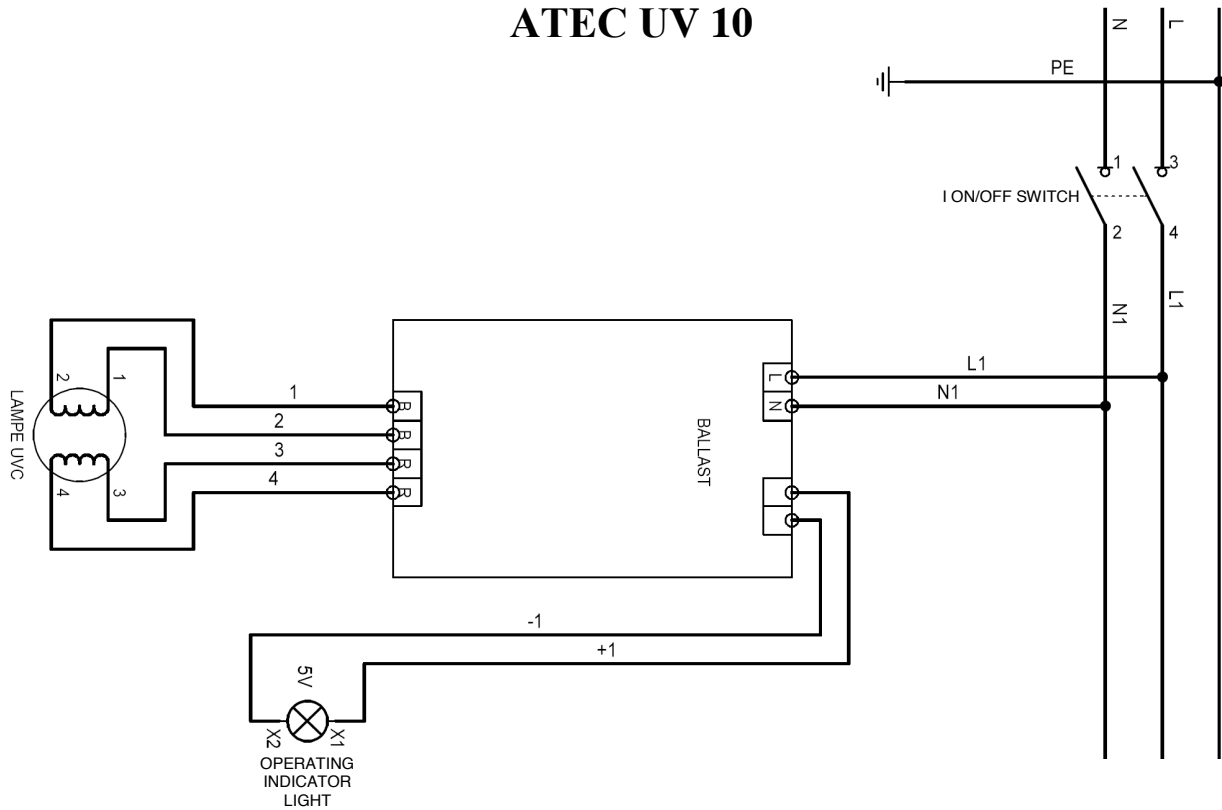 ATEC UV 10
N
L
PE
1
3
I ON/OFF SWITCH
2
4
N1
L1
L1
N1
L
N
BALLAST
R
R
R
R
1
2
3
4
2
1
4
3
LAMPE UVC
-1
+1
5V
X2
X1
OPERATING
INDICATOR
LIGHT